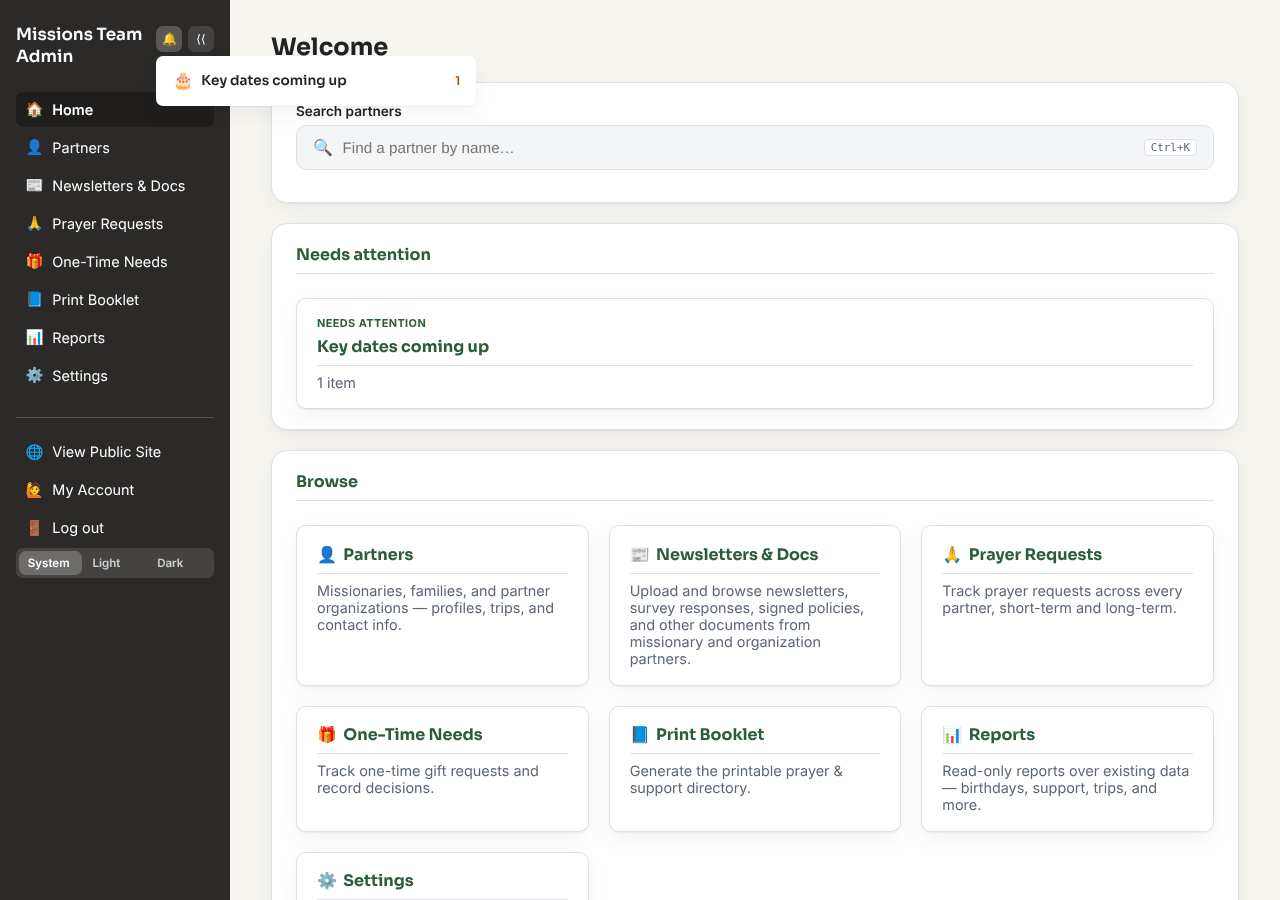 Missions Team
Admin
🔔
⟨⟨
🎂 Key dates coming up 1
🏠 Home
👤 Partners
📰 Newsletters & Docs
🙏 Prayer Requests
🎁 One-Time Needs
📘 Print Booklet
📊 Reports
⚙️ Settings
🌐 View Public Site
🙋 My Account
🚪 Log out
System Light Dark
Welcome
Search partners
🔍 Find a partner by name… Ctrl+K
Needs attention
NEEDS ATTENTION
Key dates coming up
1 item
Browse
👤 Partners
Missionaries, families, and partner
organizations — profiles, trips, and
contact info.
📰 Newsletters & Docs
Upload and browse newsletters,
survey responses, signed policies,
and other documents from
missionary and organization
partners.
🙏 Prayer Requests
Track prayer requests across every
partner, short-term and long-term.
🎁 One-Time Needs
Track one-time gift requests and
record decisions.
📘 Print Booklet
Generate the printable prayer &
support directory.
📊 Reports
Read-only reports over existing data
— birthdays, support, trips, and
more.
⚙️ Settings